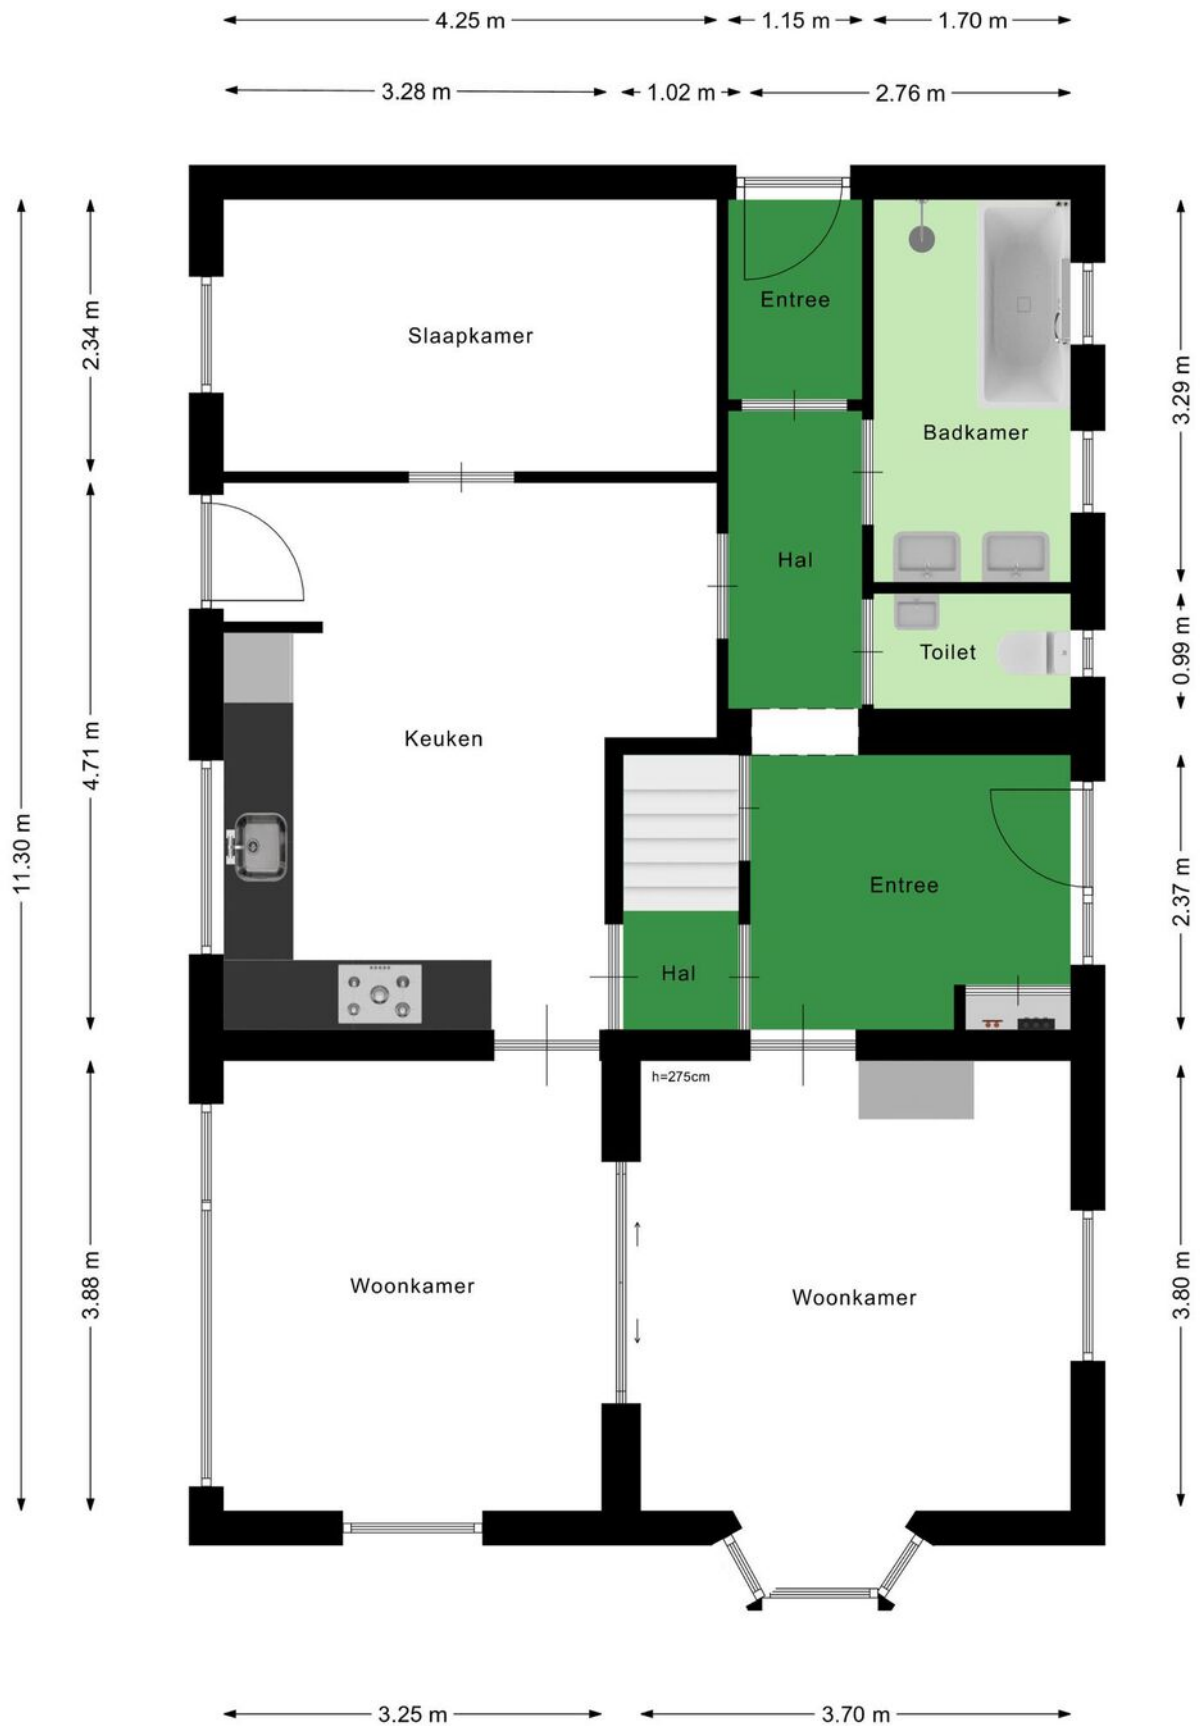 4.25 m 1.15 m 1.70 m
3.28 m 1.02 m 2.76 m
Entree
2.34 m
Slaapkamer
3.29 m
Badkamer
Hal
Toilet
0.99 m
4.71 m
Keuken
11.30 m
Entree
2.37 m
Hal
h=275cm
3.88 m
Woonkamer
Woonkamer
3.80 m
3.25 m 3.70 m